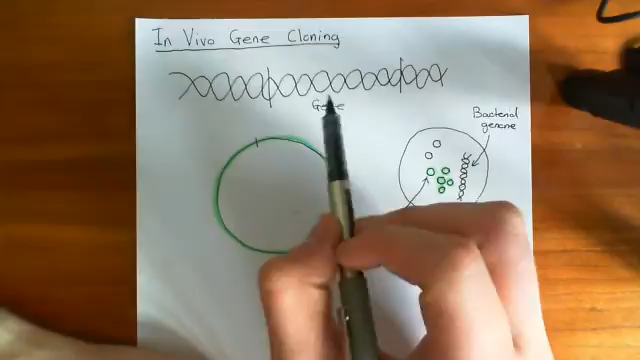 In Vivo Gene Cloning
Gene
Bacterial
genome